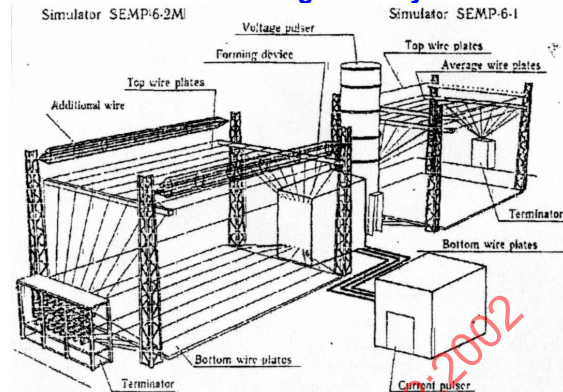 Simulator SEMP-6-2M
Simulator SEMP-6-1
Voltage pulser
Forming device
Top wire plates
Additional wire
Top wire plates
Average wire plates
Terminator
Bottom wire plates
Bottom wire plates
Terminator
Current pulser
:2002